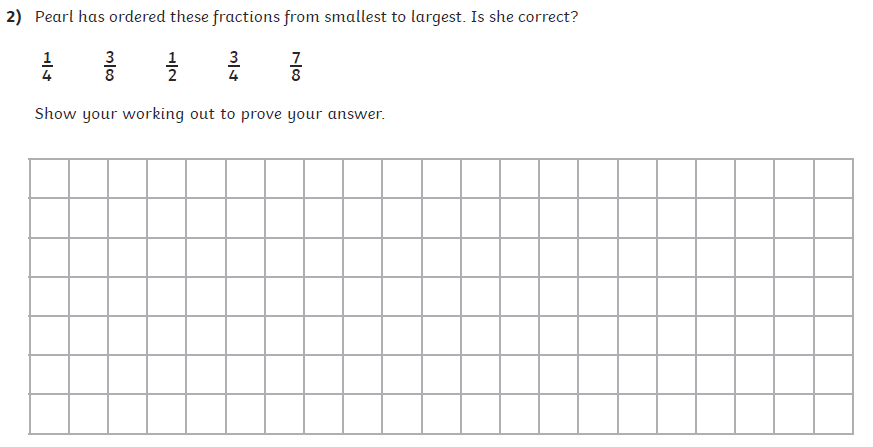 2) Pearl has ordered these fractions from smallest to largest. Is she correct?
1/4 3/8 1/2 3/4 7/8
Show your working out to prove your answer.